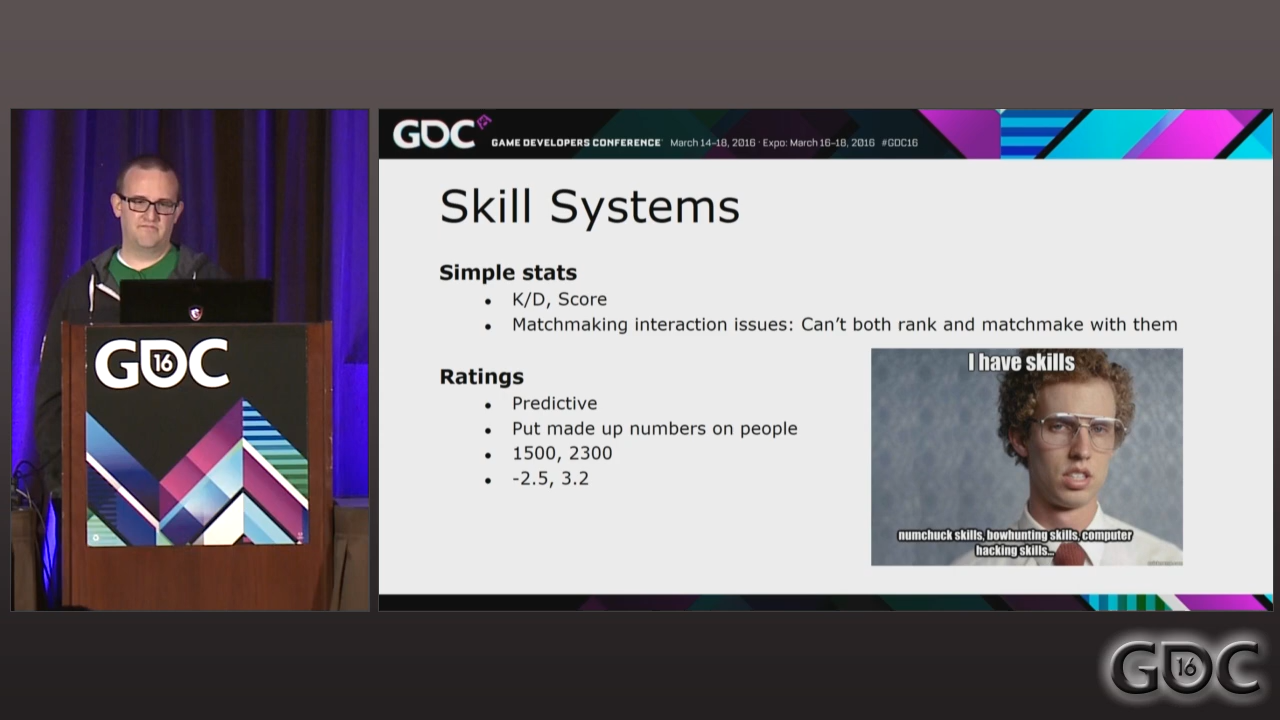 GDC
GAME DEVELOPERS CONFERENCE March 14–18, 2016 · Expo: March 16–18, 2016 #GDC16
Skill Systems
Simple stats
• K/D, Score
• Matchmaking interaction issues: Can't both rank and matchmake with them
Ratings
• Predictive
• Put made up numbers on people
• 1500, 2300
• -2.5, 3.2
I have skills
numchuck skills, bowhunting skills, computer
hacking skills...
GDC 16
GDC 16